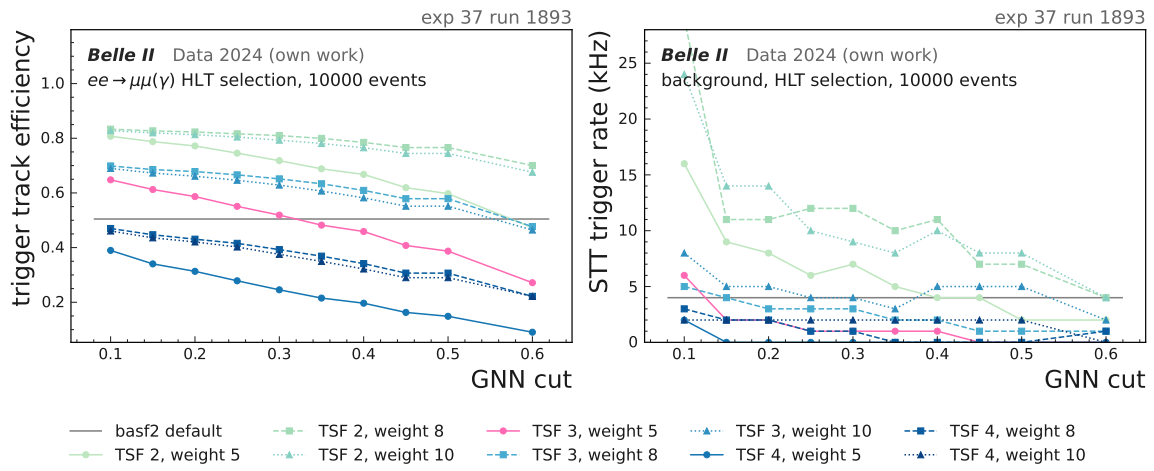 exp 37 run 1893
Belle II Data 2024 (own work)
ee→μμ(γ) HLT selection, 10000 events
trigger track efficiency
1.0
0.8
0.6
0.4
0.2
0.1 0.2 0.3 0.4 0.5 0.6
GNN cut
exp 37 run 1893
Belle II Data 2024 (own work)
background, HLT selection, 10000 events
STT trigger rate (kHz)
25
20
15
10
5
0
0.1 0.2 0.3 0.4 0.5 0.6
GNN cut
basf2 default TSF 2, weight 8 TSF 3, weight 5 TSF 3, weight 10 TSF 4, weight 8
TSF 2, weight 5 TSF 2, weight 10 TSF 3, weight 8 TSF 4, weight 5 TSF 4, weight 10